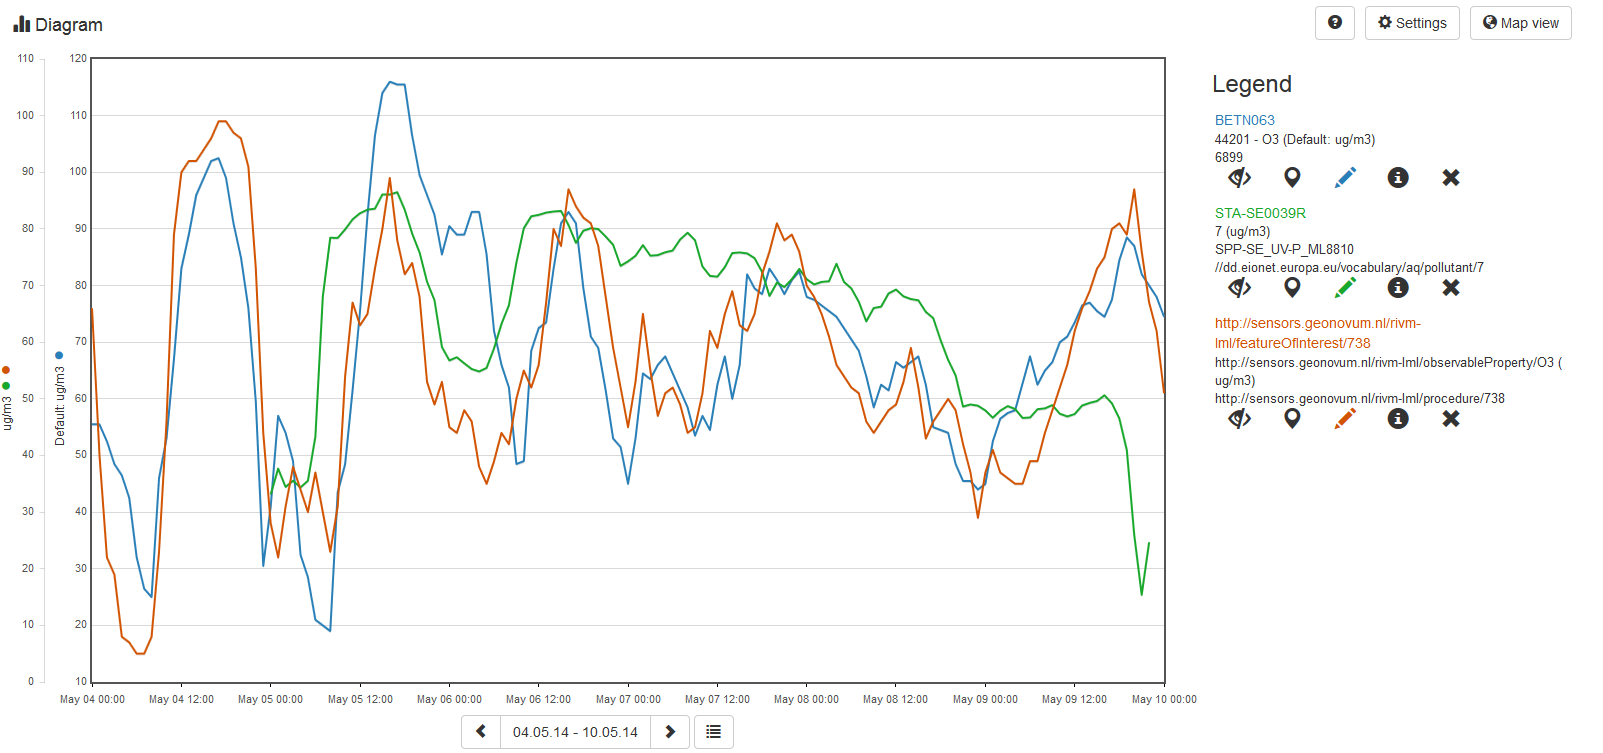 Diagram
Settings
Map view
110
100
90
80
70
60
50
40
30
20
10
0
ug/m3
120
110
100
90
80
70
60
50
40
30
20
10
Default: ug/m3
May 04 00:00
May 04 12:00
May 05 00:00
May 05 12:00
May 06 00:00
May 06 12:00
May 07 00:00
May 07 12:00
May 08 00:00
May 08 12:00
May 09 00:00
May 09 12:00
May 10 00:00
04.05.14 - 10.05.14
Legend
BETN063
44201 - O3 (Default: ug/m3)
6899
STA-SE0039R
7 (ug/m3)
SPP-SE_UV-P_ML8810
//dd.eionet.europa.eu/vocabulary/aq/pollutant/7
http://sensors.geonovum.nl/rivm-
lml/featureOfInterest/738
http://sensors.geonovum.nl/rivm-lml/observableProperty/O3 (
ug/m3)
http://sensors.geonovum.nl/rivm-lml/procedure/738